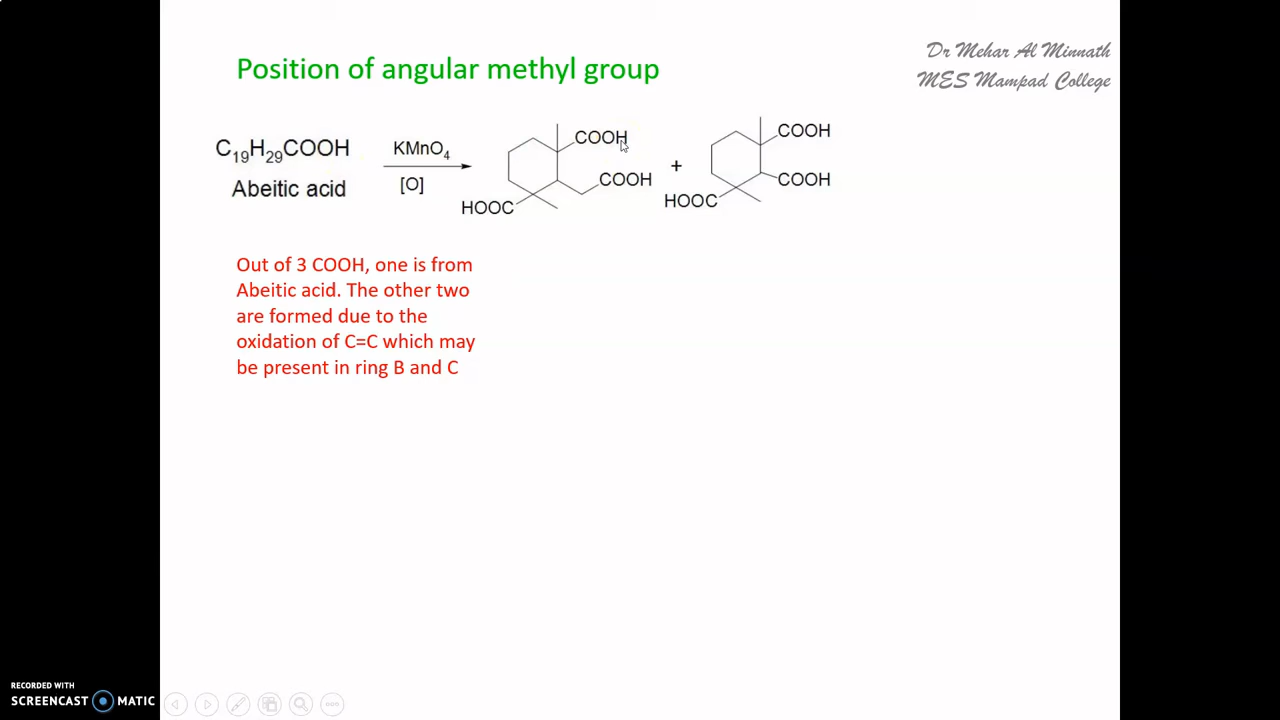 Dr Mehar Al Minnath
MES Mampad College
Position of angular methyl group
C19H29COOH
Abeitic acid
KMnO4
[O]
COOH
COOH
HOOC
+
COOH
COOH
HOOC
Out of 3 COOH, one is from
Abeitic acid. The other two
are formed due to the
oxidation of C=C which may
be present in ring B and C
RECORDED WITH
SCREENCAST MATIC